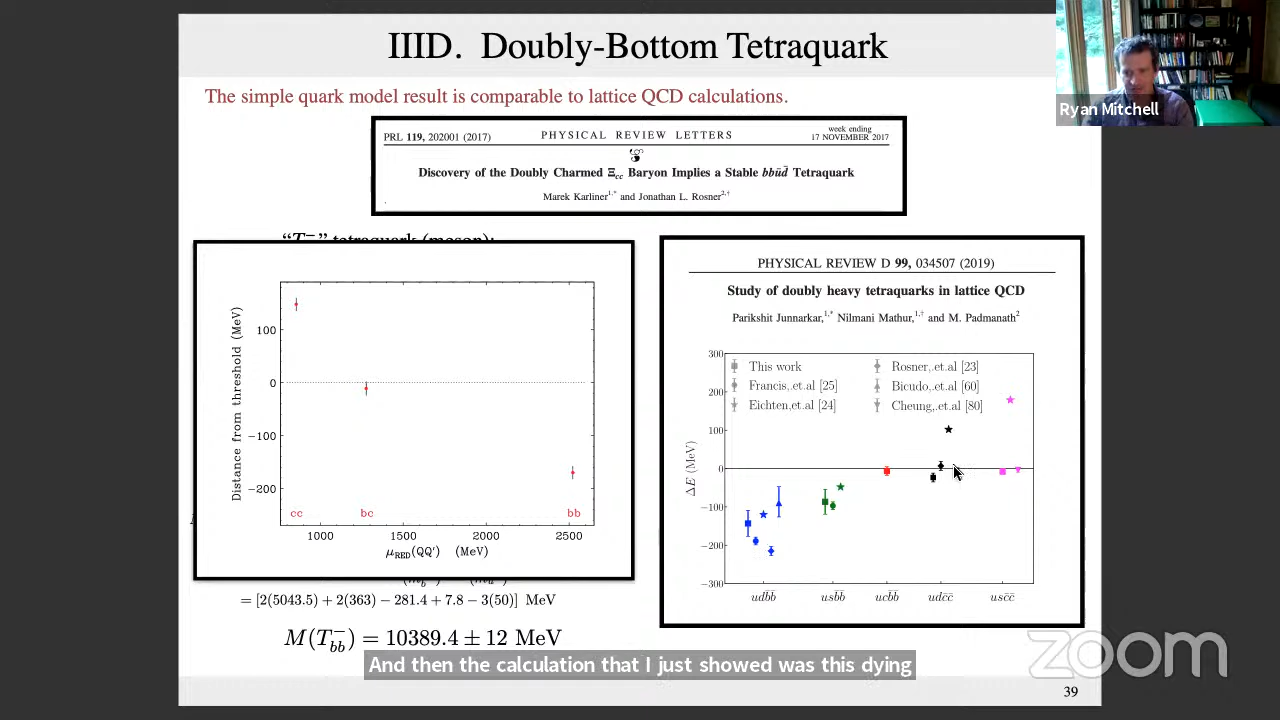 IIID. Doubly-Bottom Tetraquark
Ryan Mitchell
The simple quark model result is comparable to lattice QCD calculations.
PRL 119, 202001 (2017)
PHYSICAL REVIEW LETTERS
week ending
17 NOVEMBER 2017
Discovery of the Doubly Charmed Ξcc Baryon Implies a Stable bbūd̄ Tetraquark
Marek Karliner1,* and Jonathan L. Rosner2,†
tetraquark (meson):
Distance from threshold (MeV)
100
0
−100
−200
cc
bc
bb
1000
1500
2000
2500
μRED(QQ′) (MeV)
PHYSICAL REVIEW D 99, 034507 (2019)
Study of doubly heavy tetraquarks in lattice QCD
Parikshit Junnarkar,1,* Nilmani Mathur,1,† and M. Padmanath2
ΔE (MeV)
300
200
100
0
−100
−200
−300
This work
Francis,.et.al [25]
Eichten,et.al [24]
Rosner,.et.al [23]
Bicudo,.et.al [60]
Cheung,.et.al [80]
udb̄b̄
usb̄b̄
ucb̄b̄
udc̄c̄
usc̄c̄
= [2(5043.5) + 2(363) − 281.4 + 7.8 − 3(50)] MeV
M(T−bb) = 10389.4 ± 12 MeV
And then the calculation that I just showed was this dying
zoom
39